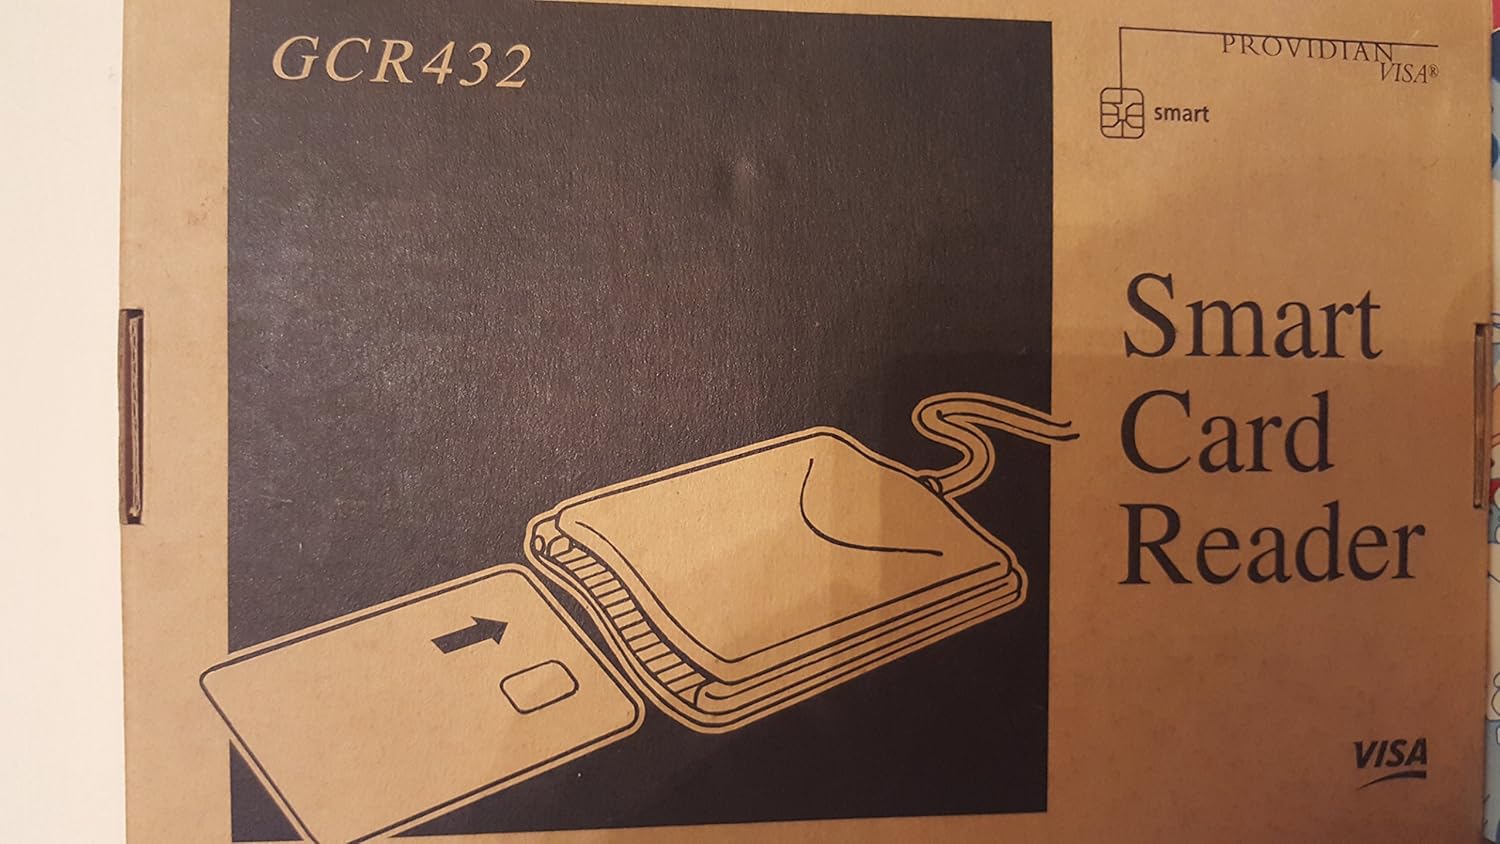 GCR432
PROVIDIAN
VISA®
smart
Smart
Card
Reader
VISA